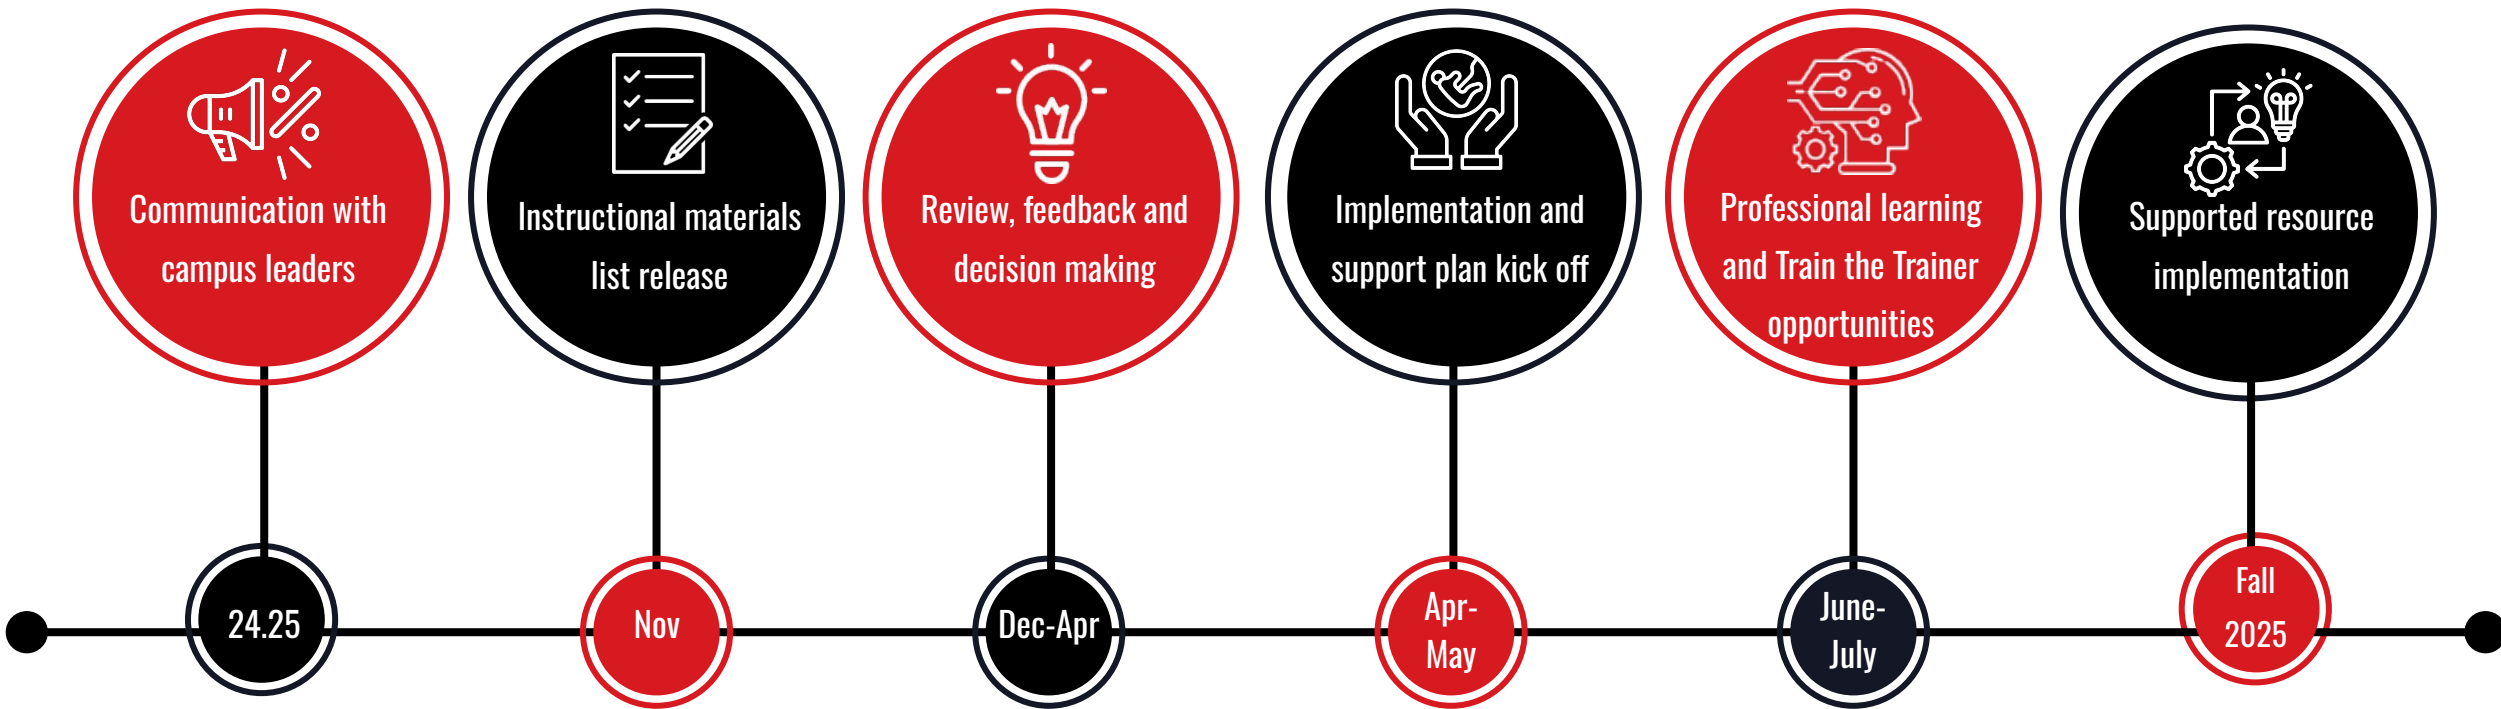 Communication with
campus leaders
Instructional materials
list release
Review, feedback and
decision making
Implementation and
support plan kick off
Professional learning
and Train the Trainer
opportunities
Supported resource
implementation
24.25
Nov
Dec-Apr
Apr-
May
June-
July
Fall
2025